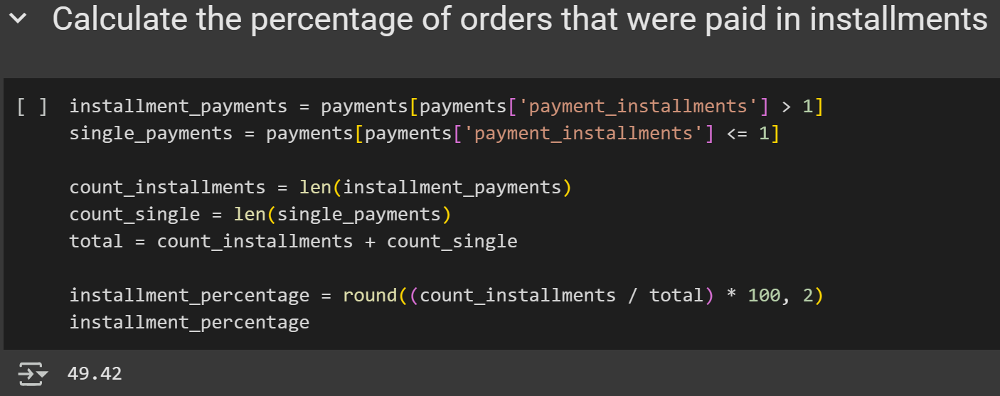 Calculate the percentage of orders that were paid in installments
[ ] installment_payments = payments[payments['payment_installments'] > 1]
single_payments = payments[payments['payment_installments'] <= 1]
count_installments = len(installment_payments)
count_single = len(single_payments)
total = count_installments + count_single
installment_percentage = round((count_installments / total) * 100, 2)
installment_percentage
49.42